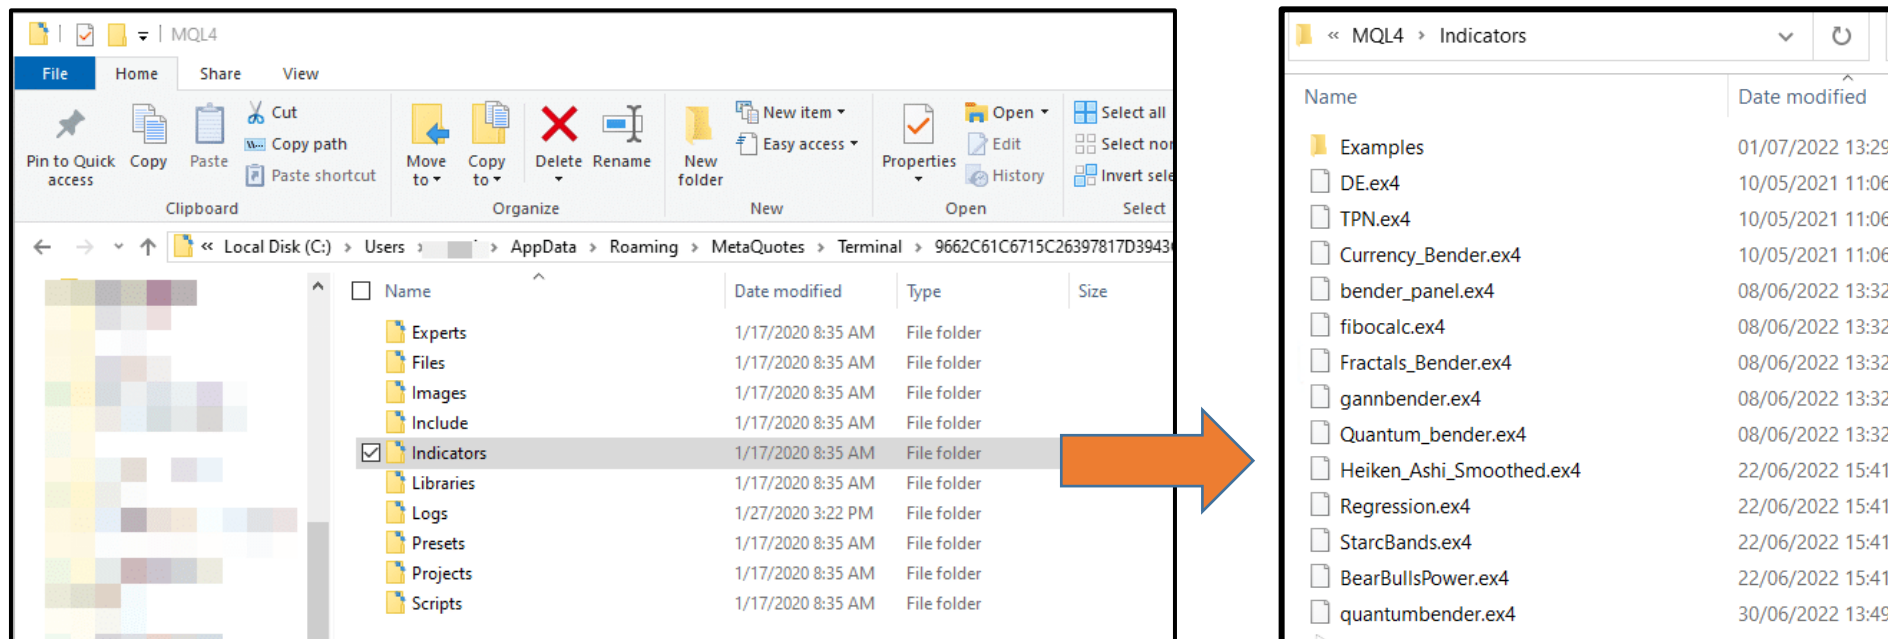 MQL4
File Home Share View
Pin to Quick access
Copy
Paste
Cut
Copy path
Paste shortcut
Clipboard
Move to
Copy to
Delete
Rename
Organize
New folder
New item
Easy access
New
Properties
Open
Edit
History
Open
Select all
Select nor
Invert sele
Select
« Local Disk (C:) › Users › › AppData › Roaming › MetaQuotes › Terminal › 9662C61C6715C26397817D3943
Name Date modified Type Size
Experts 1/17/2020 8:35 AM File folder
Files 1/17/2020 8:35 AM File folder
Images 1/17/2020 8:35 AM File folder
Include 1/17/2020 8:35 AM File folder
Indicators 1/17/2020 8:35 AM File folder
Libraries 1/17/2020 8:35 AM File folder
Logs 1/27/2020 3:22 PM File folder
Presets 1/17/2020 8:35 AM File folder
Projects 1/17/2020 8:35 AM File folder
Scripts 1/17/2020 8:35 AM File folder
« MQL4 › Indicators
Name Date modified
Examples 01/07/2022 13:29
DE.ex4 10/05/2021 11:06
TPN.ex4 10/05/2021 11:06
Currency_Bender.ex4 10/05/2021 11:06
bender_panel.ex4 08/06/2022 13:32
fibocalc.ex4 08/06/2022 13:32
Fractals_Bender.ex4 08/06/2022 13:32
gannbender.ex4 08/06/2022 13:32
Quantum_bender.ex4 08/06/2022 13:32
Heiken_Ashi_Smoothed.ex4 22/06/2022 15:41
Regression.ex4 22/06/2022 15:41
StarcBands.ex4 22/06/2022 15:41
BearBullsPower.ex4 22/06/2022 15:41
quantumbender.ex4 30/06/2022 13:49